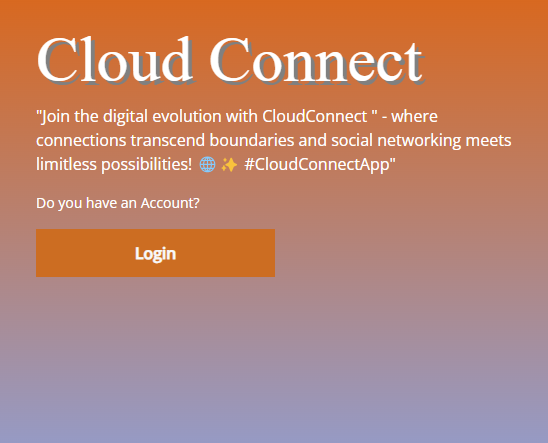 Cloud Connect
"Join the digital evolution with CloudConnect " - where
connections transcend boundaries and social networking meets
limitless possibilities! 🌐✨ #CloudConnectApp"
Do you have an Account?
Login